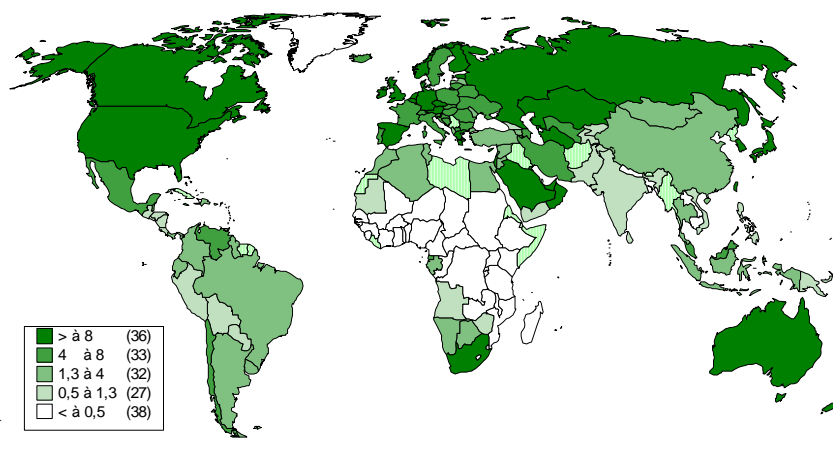 > à 8 (36)
4 à 8 (33)
1,3 à 4 (32)
0,5 à 1,3 (27)
< à 0,5 (38)